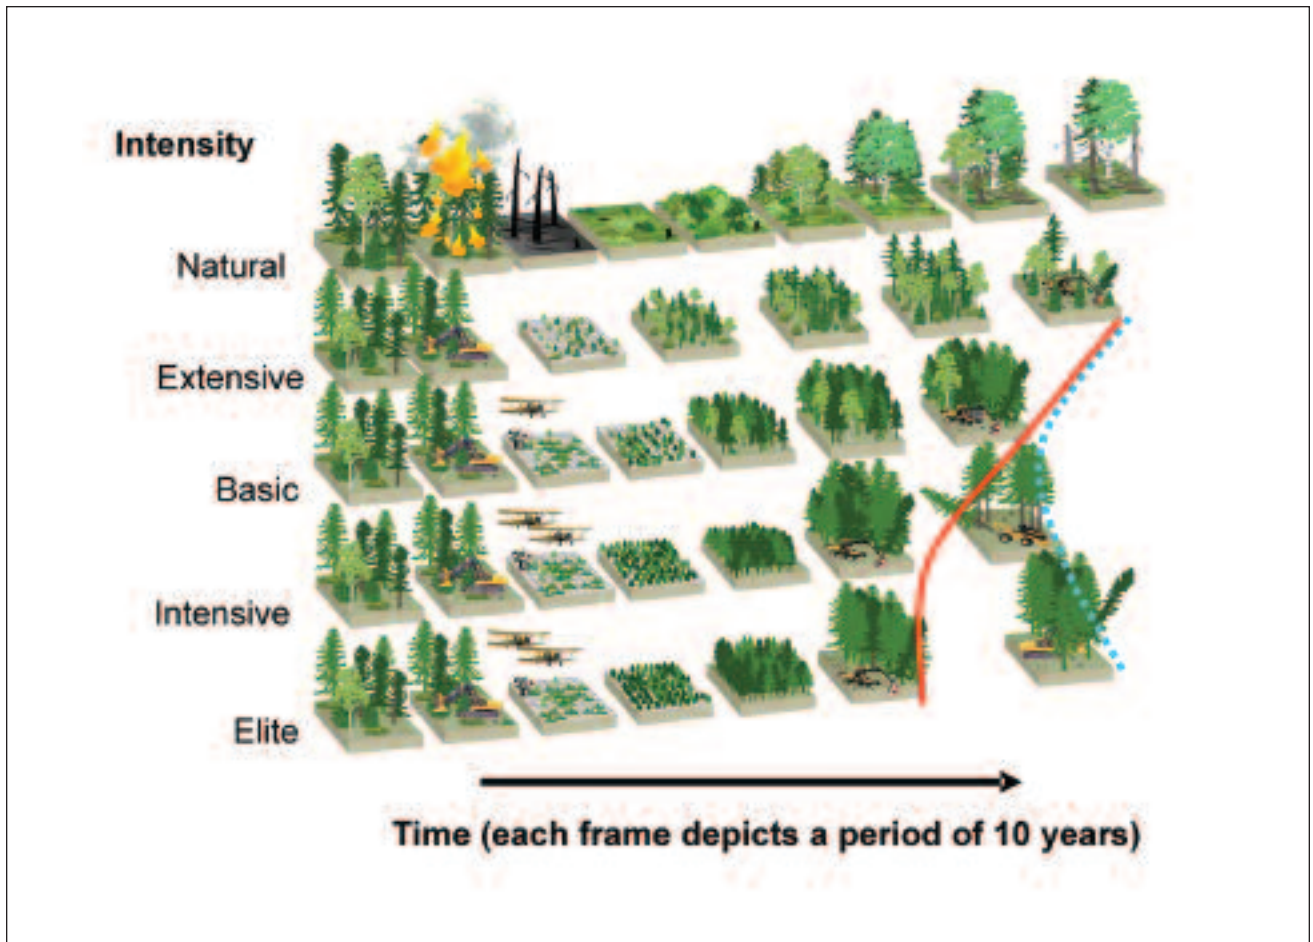 Intensity
Natural
Extensive
Basic
Intensive
Elite
Time (each frame depicts a period of 10 years)